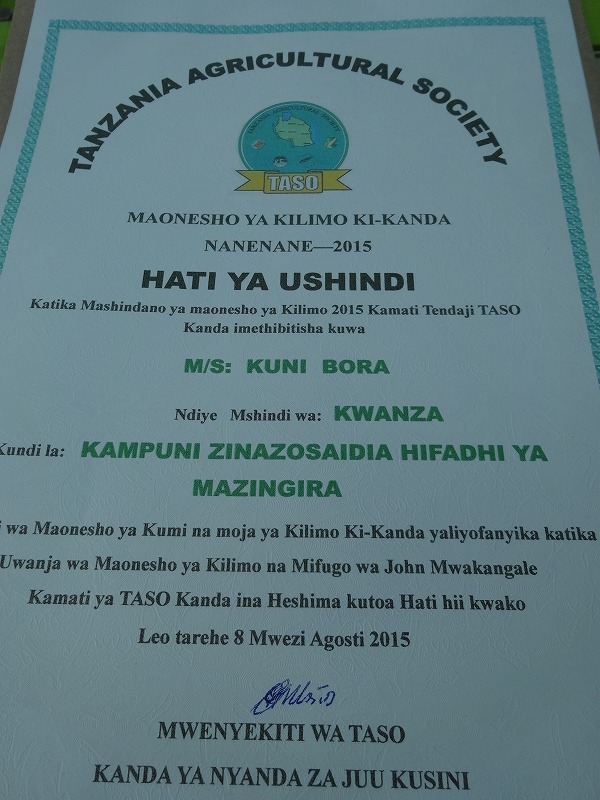 TANZANIA AGRICULTURAL SOCIETY
TANZANIA AGRICULTURAL SOCIETY
TASO
MAONESHO YA KILIMO KI-KANDA
NANENANE—2015
HATI YA USHINDI
Katika Mashindano ya maonesho ya Kilimo 2015 Kamati Tendaji TASO
Kanda imethibitisha kuwa
M/S: KUNI BORA
Ndiye Mshindi wa: KWANZA
Kundi la: KAMPUNI ZINAZOSAIDIA HIFADHI YA
MAZINGIRA
i wa Maonesho ya Kumi na moja ya Kilimo Ki-Kanda yaliyofanyika katika
Uwanja wa Maonesho ya Kilimo na Mifugo wa John Mwakangale
Kamati ya TASO Kanda ina Heshima kutoa Hati hii kwako
Leo tarehe 8 Mwezi Agosti 2015
MWENYEKITI WA TASO
KANDA YA NYANDA ZA JUU KUSINI